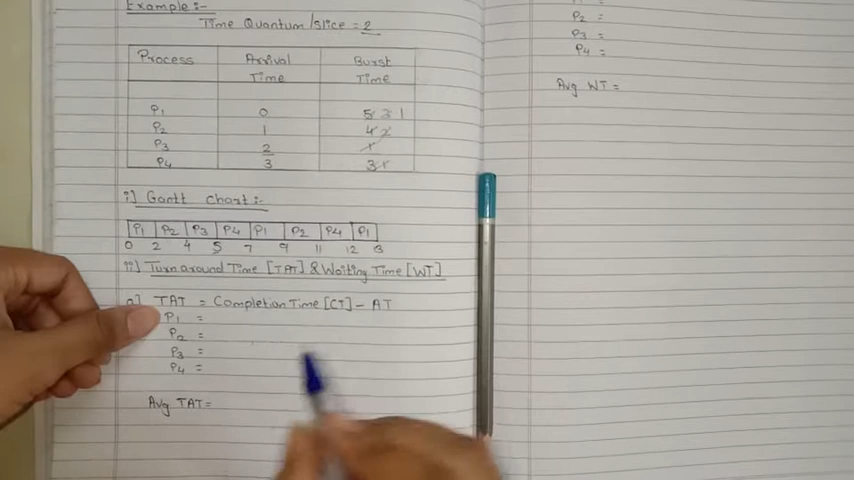 Example :-
Time Quantum/Slice = 2
Process Arrival Time Burst Time
P1 0 5 3 1
P2 1 4 2
P3 2 1
P4 3 3 1
i] Gantt chart :-
P1 P2 P3 P4 P1 P2 P4 P1
0 2 4 5 7 9 11 12 13
ii] Turnaround Time [TAT] & Waiting Time [WT]
a] TAT = Completion Time [CT] - AT
P1 =
P2 =
P3 =
P4 =
Avg TAT =
P2 =
P3 =
P4 =
Avg WT =